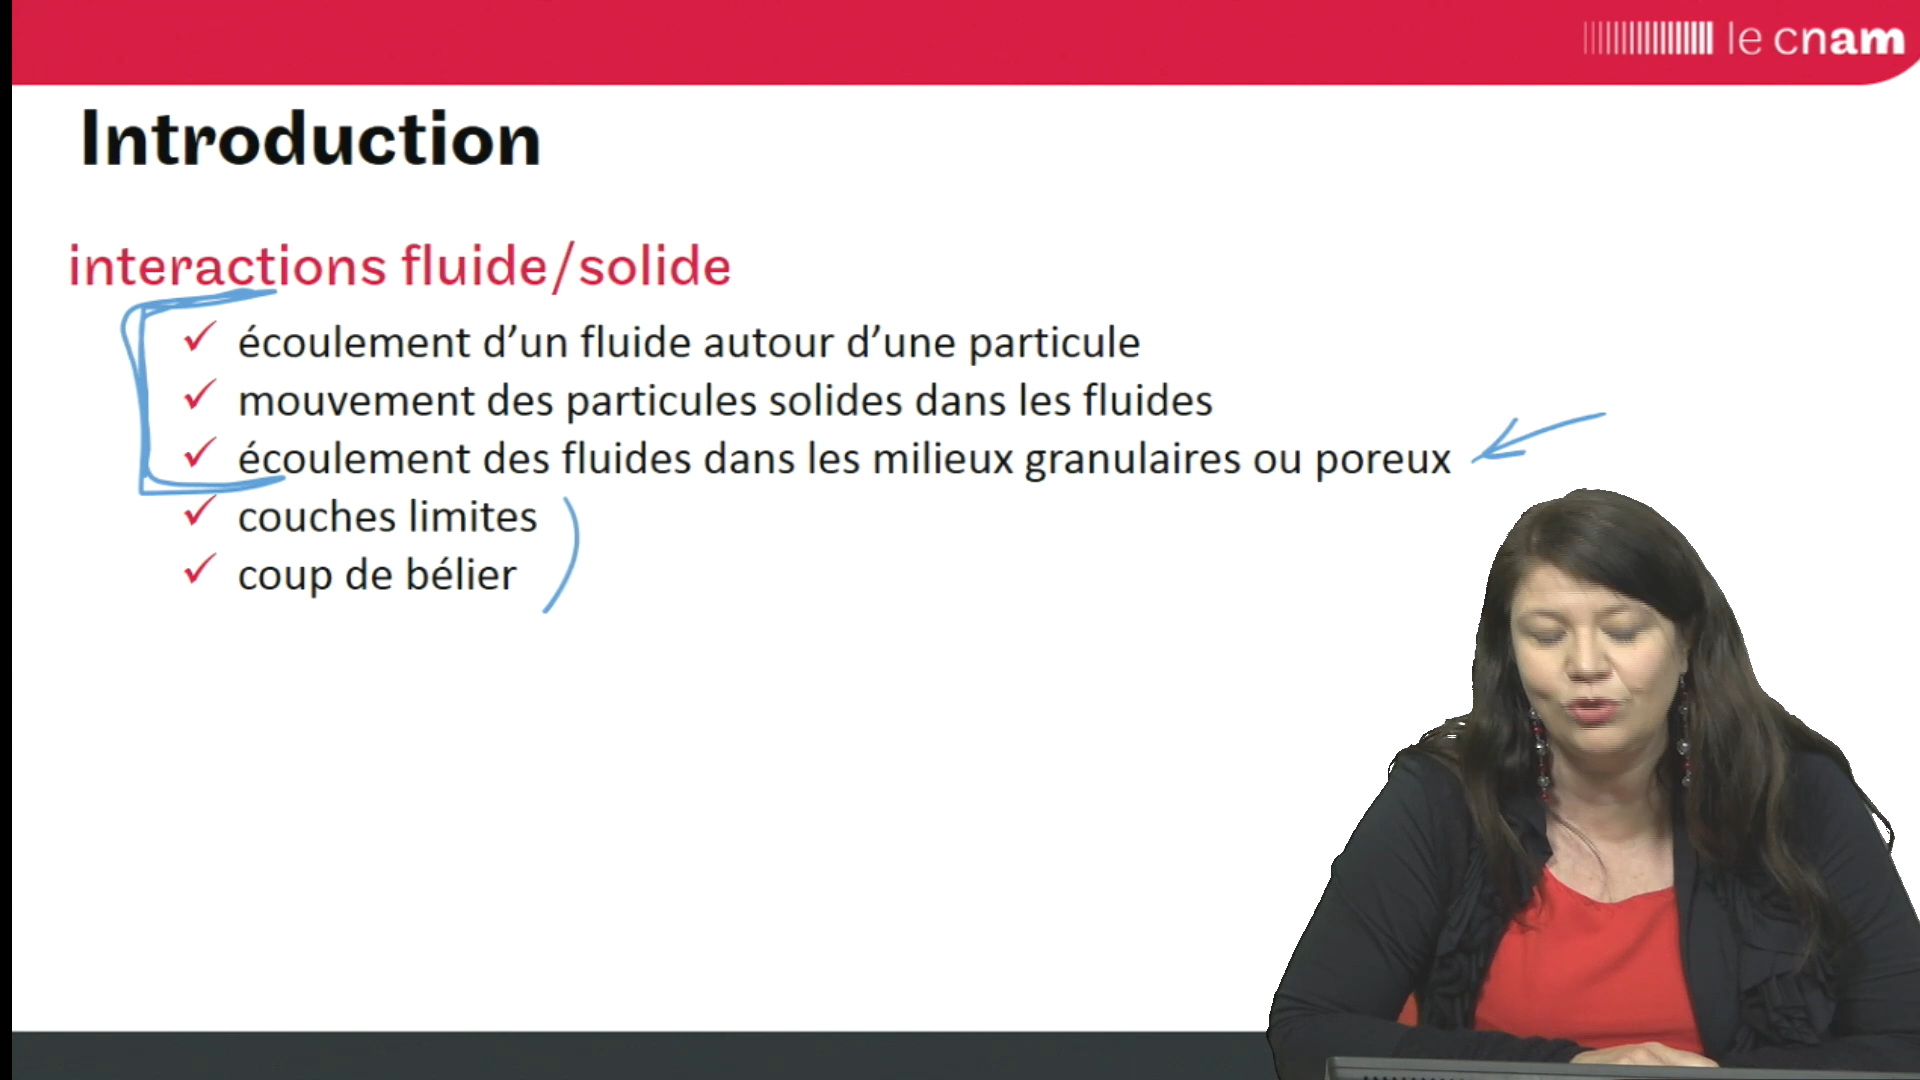 le cnam
Introduction
interactions fluide/solide
écoulement d’un fluide autour d’une particule
mouvement des particules solides dans les fluides
écoulement des fluides dans les milieux granulaires ou poreux
couches limites
coup de bélier